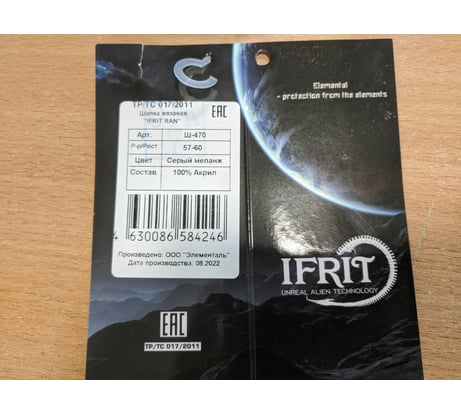 ТР/ТС 017/2011
Шапка вязаная
"IFRIT RAN"
EAC
Арт. Ш-470
Р-р/Рост 57-60
Цвет Серый меланж
Состав 100% Акрил
4 630086 584246
Произведено: ООО "Элементаль"
Дата производства: 08.2022
EAC
ТР/ТС 017/2011
Elemental
- protection from the elements
IFRIT
UNREAL ALIEN TECHNOLOGY